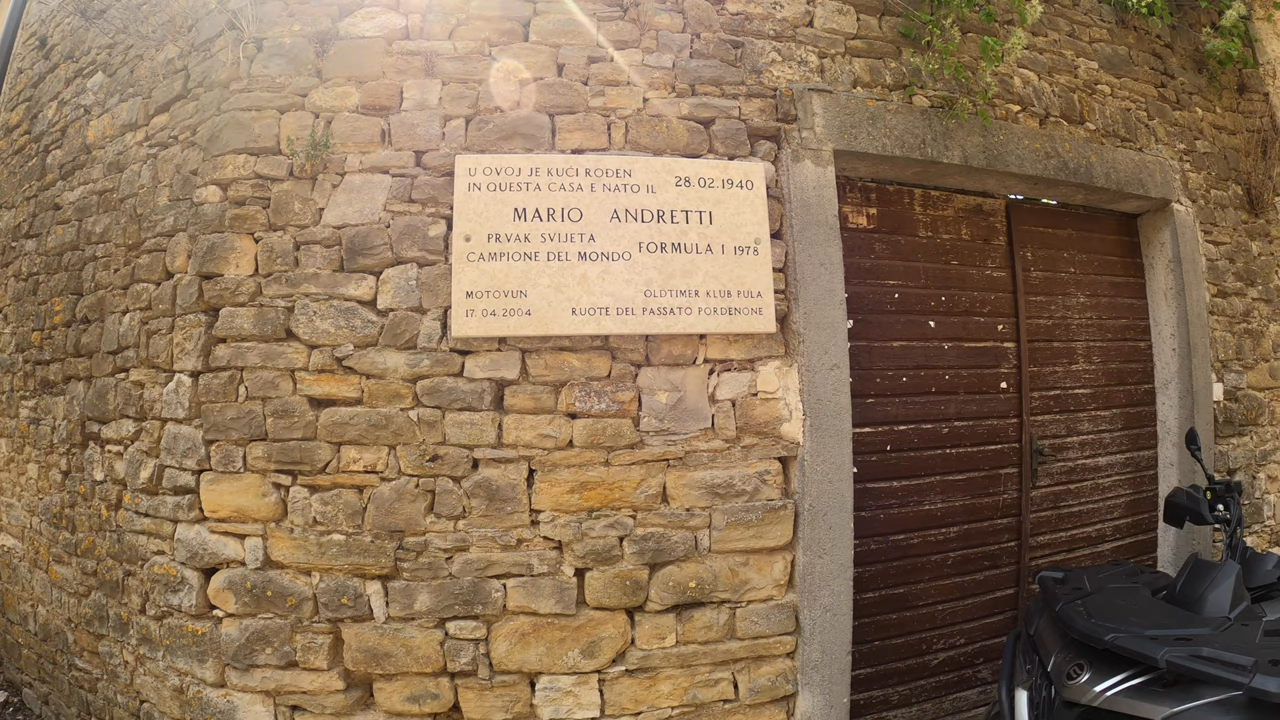 U OVOJ JE KUĆI ROĐEN
IN QUESTA CASA E NATO IL 28.02.1940
MARIO ANDRETTI
PRVAK SVIJETA
CAMPIONE DEL MONDO FORMULA I 1978
MOTOVUN OLDTIMER KLUB PULA
17.04.2004 RUOTE DEL PASSATO PORDENONE